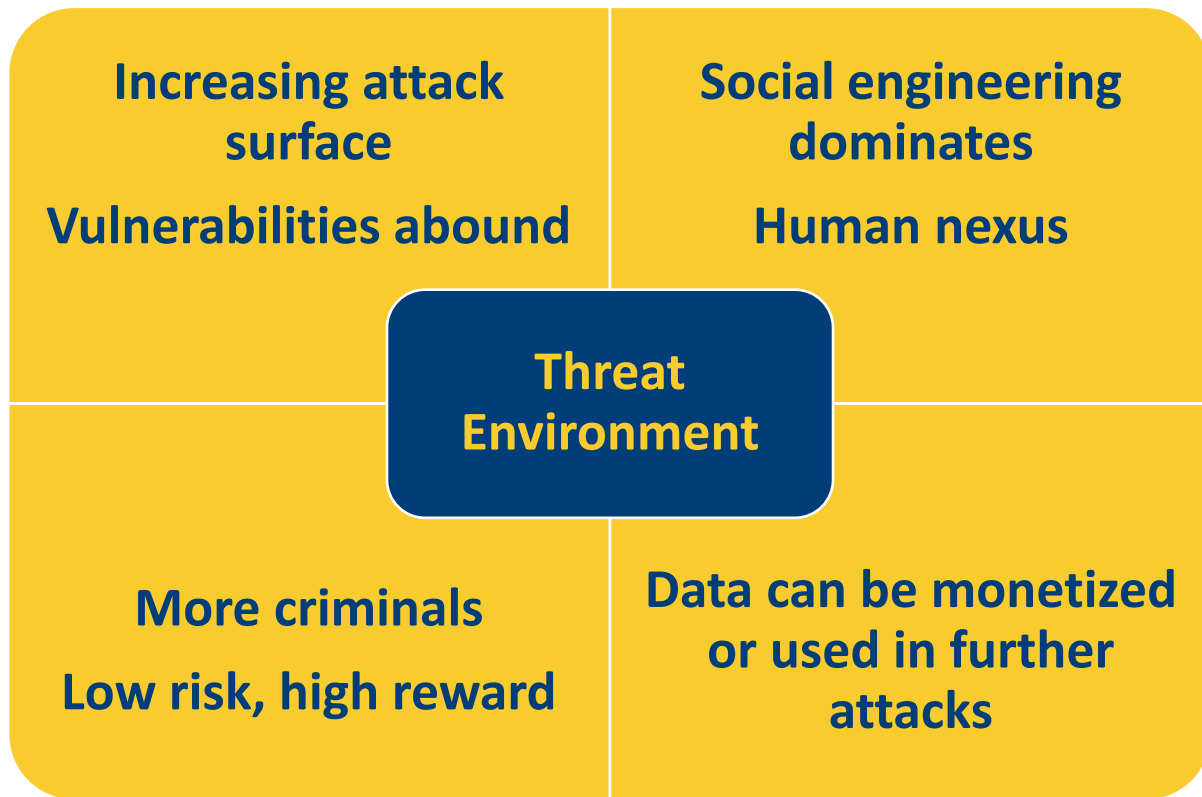 Increasing attack
surface
Vulnerabilities abound
Social engineering
dominates
Human nexus
Threat
Environment
More criminals
Low risk, high reward
Data can be monetized
or used in further
attacks